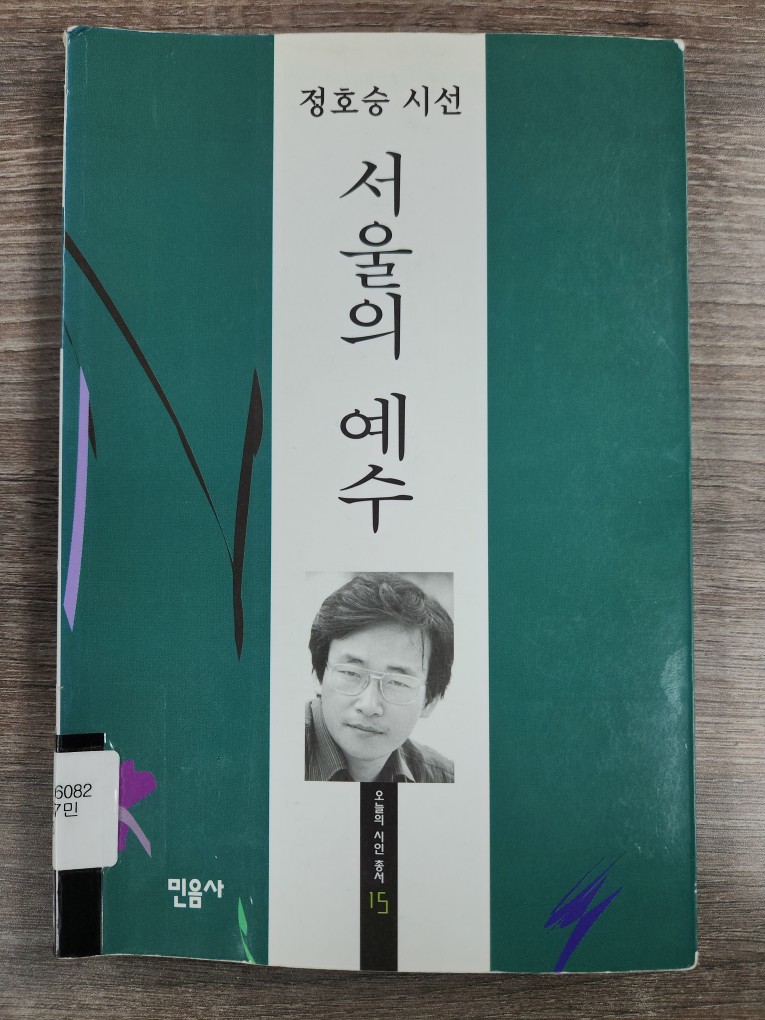 정호승 시선
서울의 예수
오늘의 시인 총서
15
6082
7민
민음사